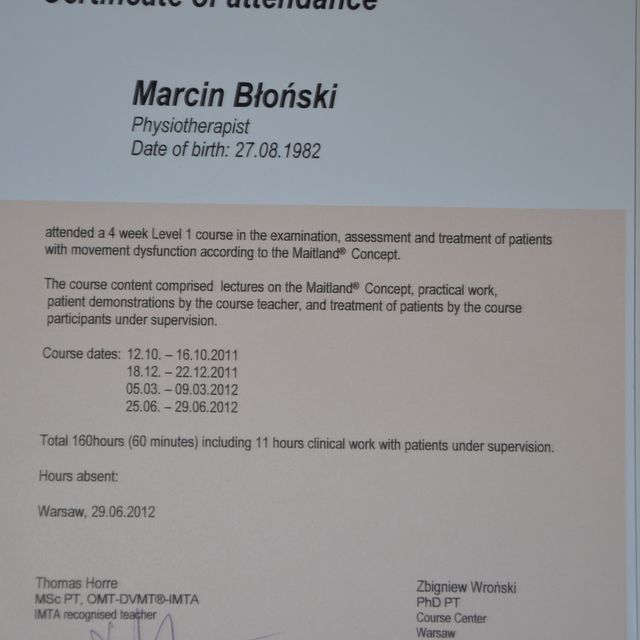 Certificate of attendance
Marcin Błoński
Physiotherapist
Date of birth: 27.08.1982
attended a 4 week Level 1 course in the examination, assessment and treatment of patients
with movement dysfunction according to the Maitland® Concept.
The course content comprised lectures on the Maitland® Concept, practical work,
patient demonstrations by the course teacher, and treatment of patients by the course
participants under supervision.
Course dates: 12.10. – 16.10.2011
18.12. – 22.12.2011
05.03. – 09.03.2012
25.06. – 29.06.2012
Total 160hours (60 minutes) including 11 hours clinical work with patients under supervision.
Hours absent:
Warsaw, 29.06.2012
Thomas Horre
MSc PT, OMT-DVMT®-IMTA
IMTA recognised teacher
Zbigniew Wroński
PhD PT
Course Center
Warsaw